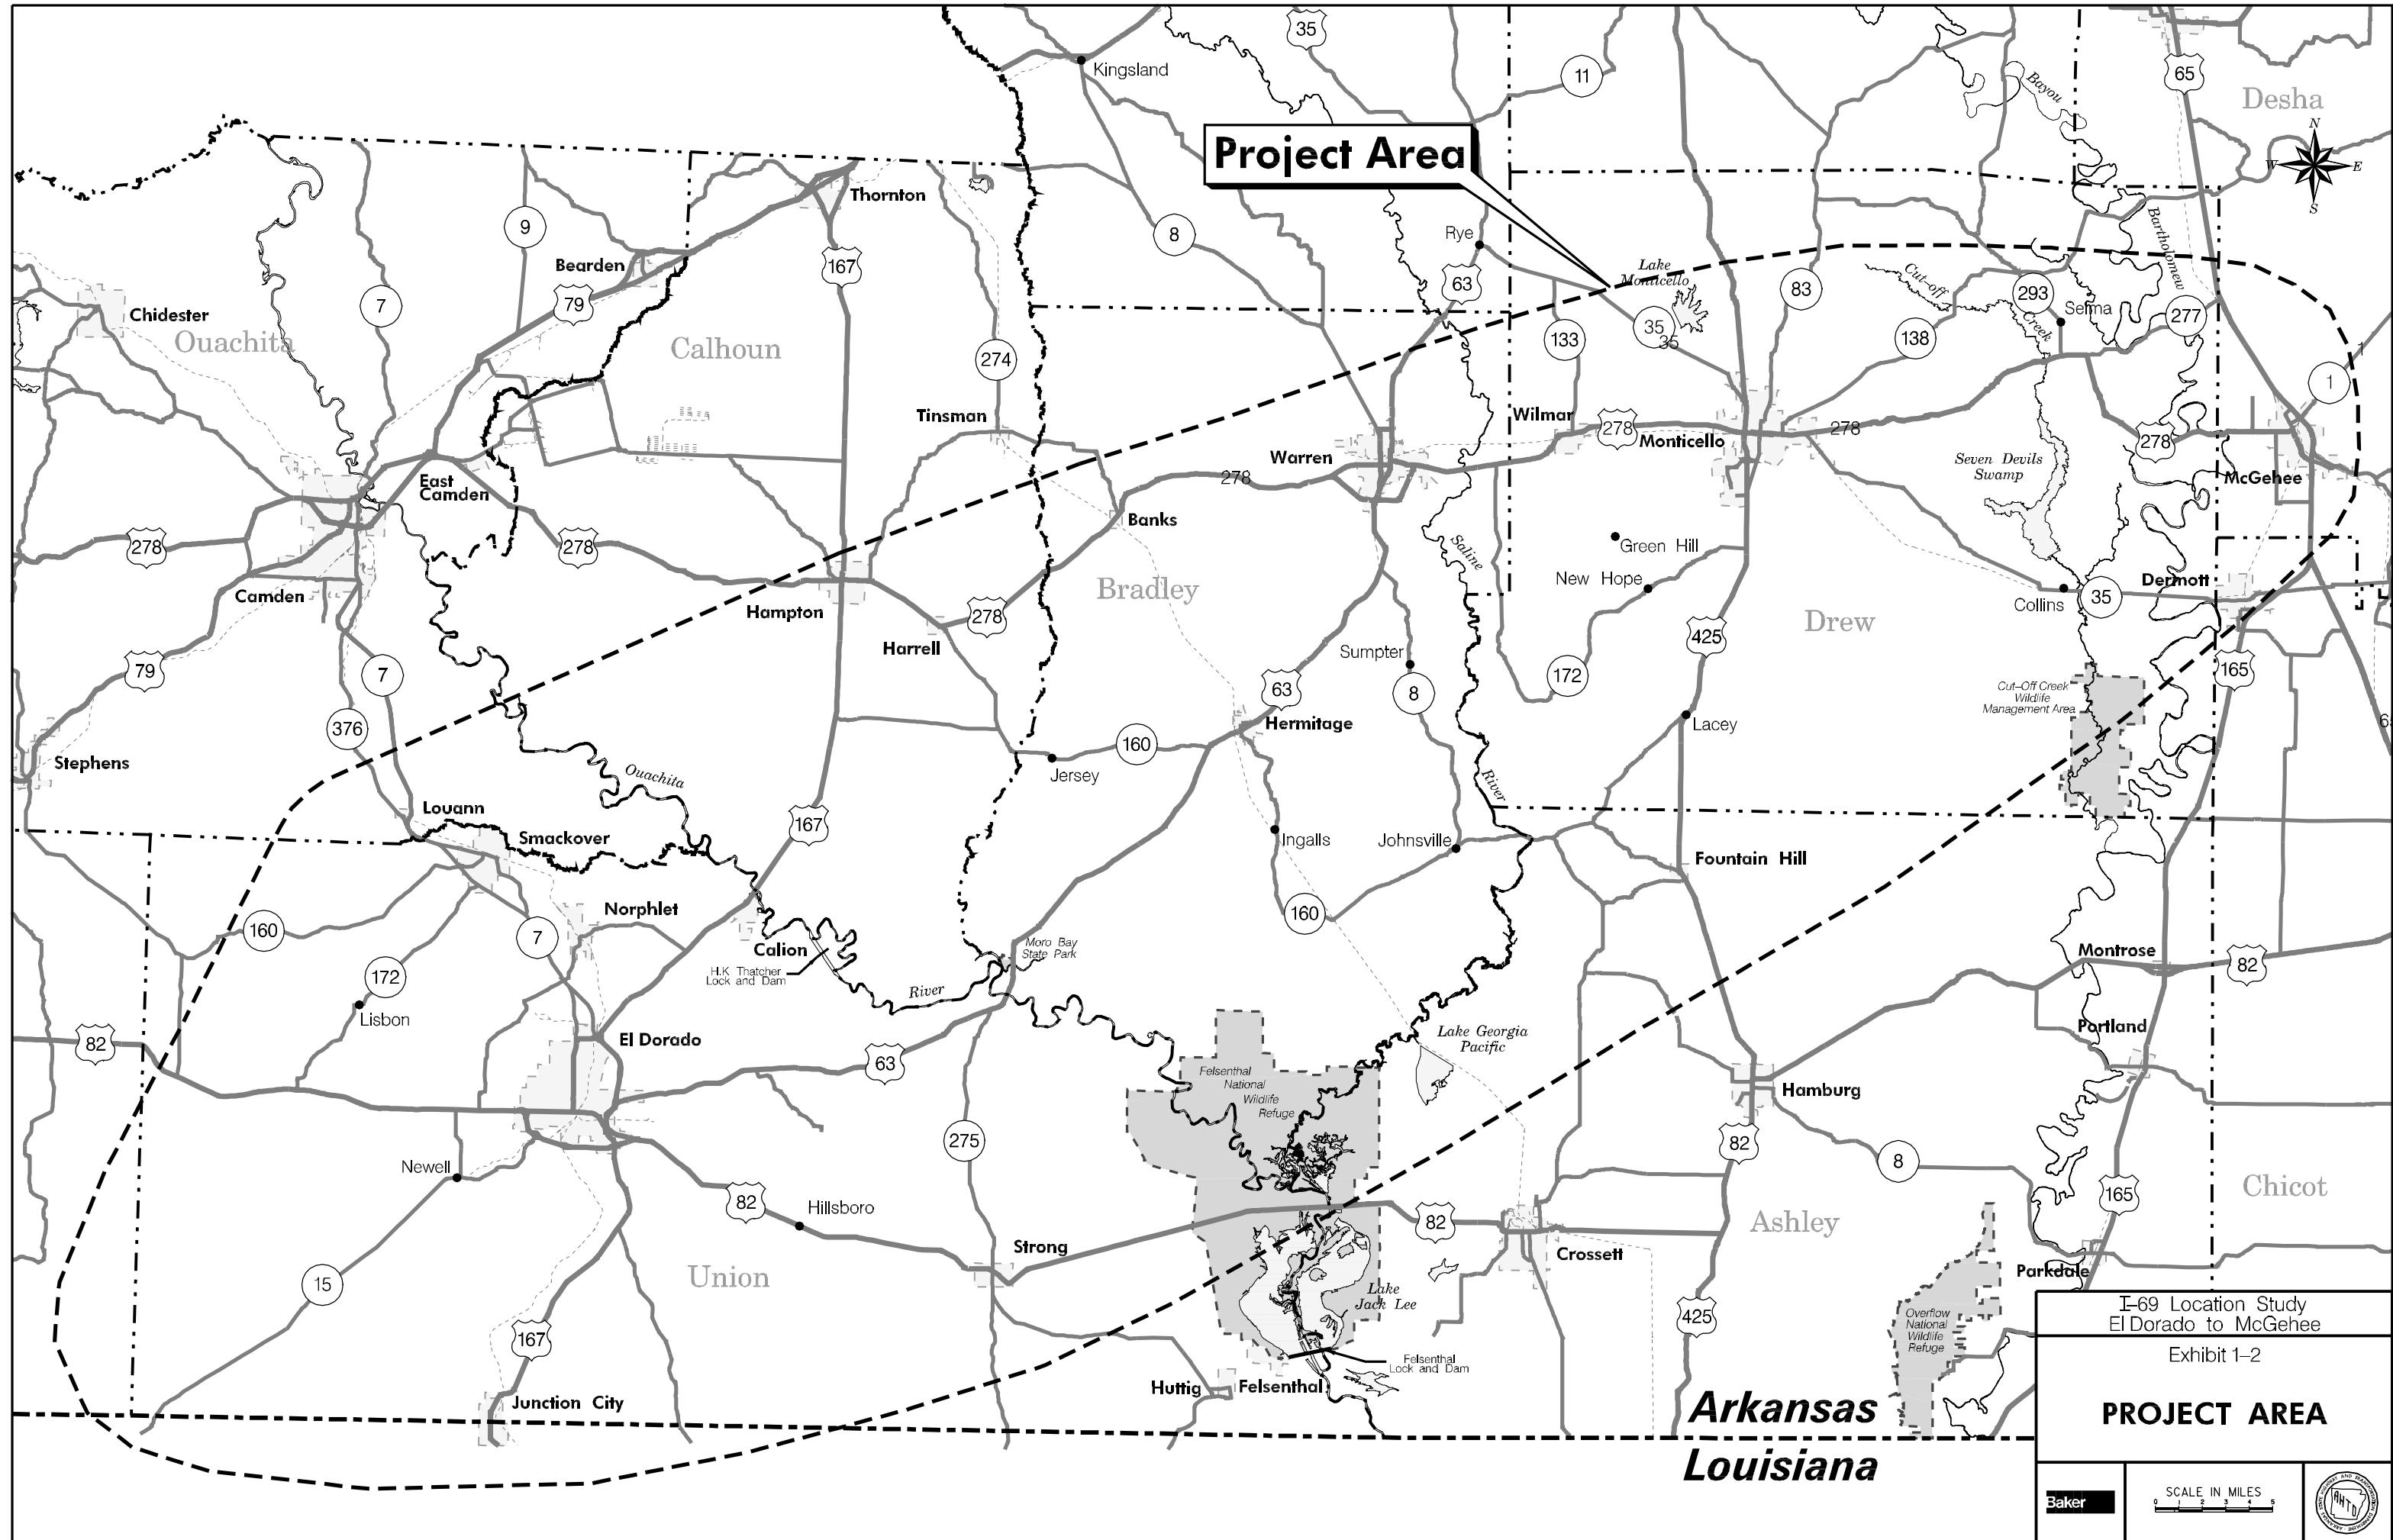 35
65
Kingsland
11
Bayou
Desha
N
W
E
S
Project Area
Thornton
9
8
Rye
Bartholomew
167
Bearden
63
Lake
Monticello
Cut-off
Creek
83
293
Selma
277
79
7
Chidester
Ouachita
Calhoun
274
133
35
35
138
1
1
Tinsman
Wilmar
278
Monticello
278
278
Warren
278
Seven Devils
Swamp
McGehee
East
Camden
Banks
278
278
Saline
Green Hill
New Hope
Camden
Hampton
278
Bradley
Collins
35
Dermott
Harrell
Drew
425
Sumpter
79
7
172
165
63
8
Cut-Off Creek
Wildlife
Management Area
376
Hermitage
Lacey
Stephens
160
Jersey
Ouachita
River
Louann
Smackover
167
Ingalls
Johnsville
Fountain Hill
160
Norphlet
7
160
Calion
H.K Thatcher
Lock and Dam
Moro Bay
State Park
Montrose
82
172
Lisbon
River
Lake Georgia
Pacific
Portland
82
El Dorado
63
Felsenthal
National
Wildlife
Refuge
Hamburg
275
82
8
Newell
82
Hillsboro
165
Chicot
Strong
82
Crossett
Ashley
Union
15
Lake
Jack Lee
Parkdale
167
425
Overflow
National
Wildlife
Refuge
Felsenthal
Lock and Dam
Huttig
Felsenthal
Junction City
Arkansas
Louisiana
I-69 Location Study
El Dorado to McGehee
Exhibit 1-2
PROJECT AREA
Baker
SCALE IN MILES
0 1 2 3 4 5
AHTD